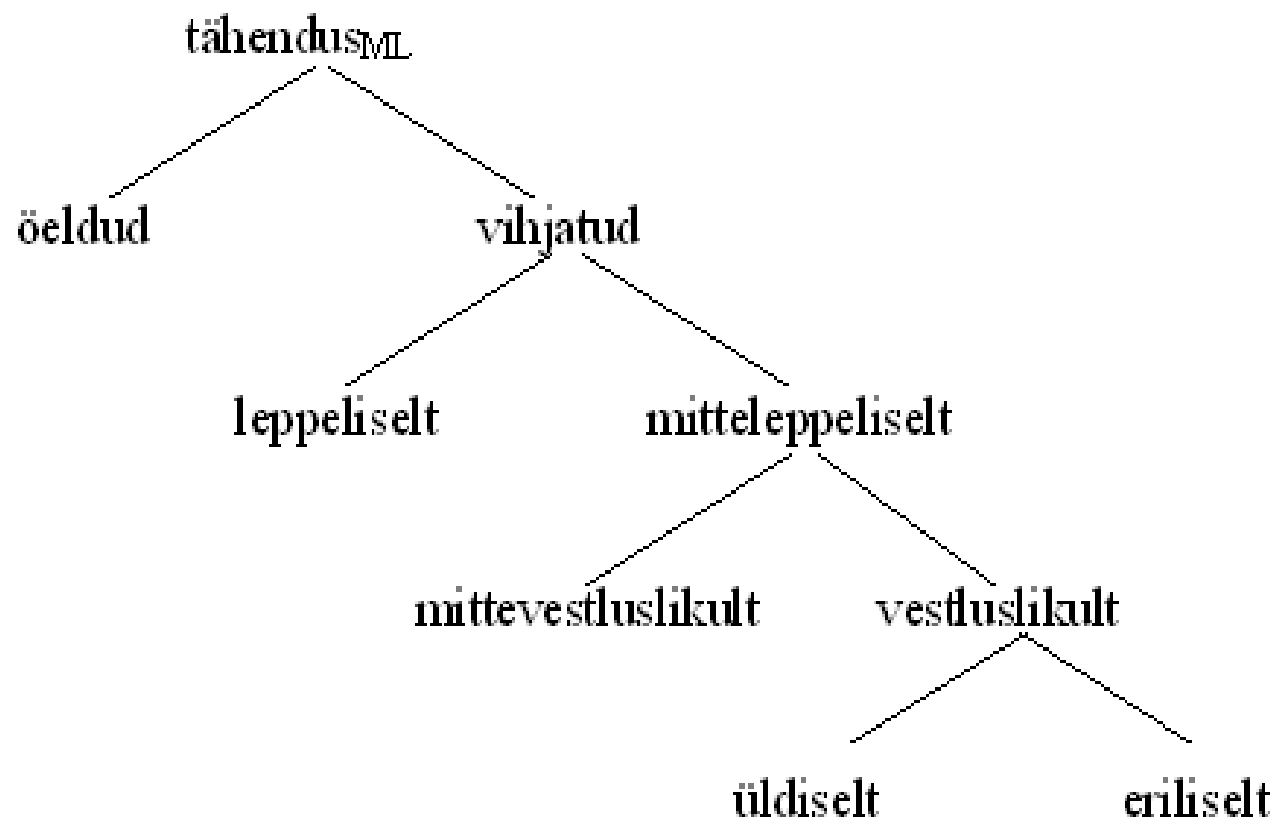 tähendusML
öeldud vihjatud
leppeliselt mitteleppeliselt
mittevestluslikult vestluslikult
üldiselt eriliselt